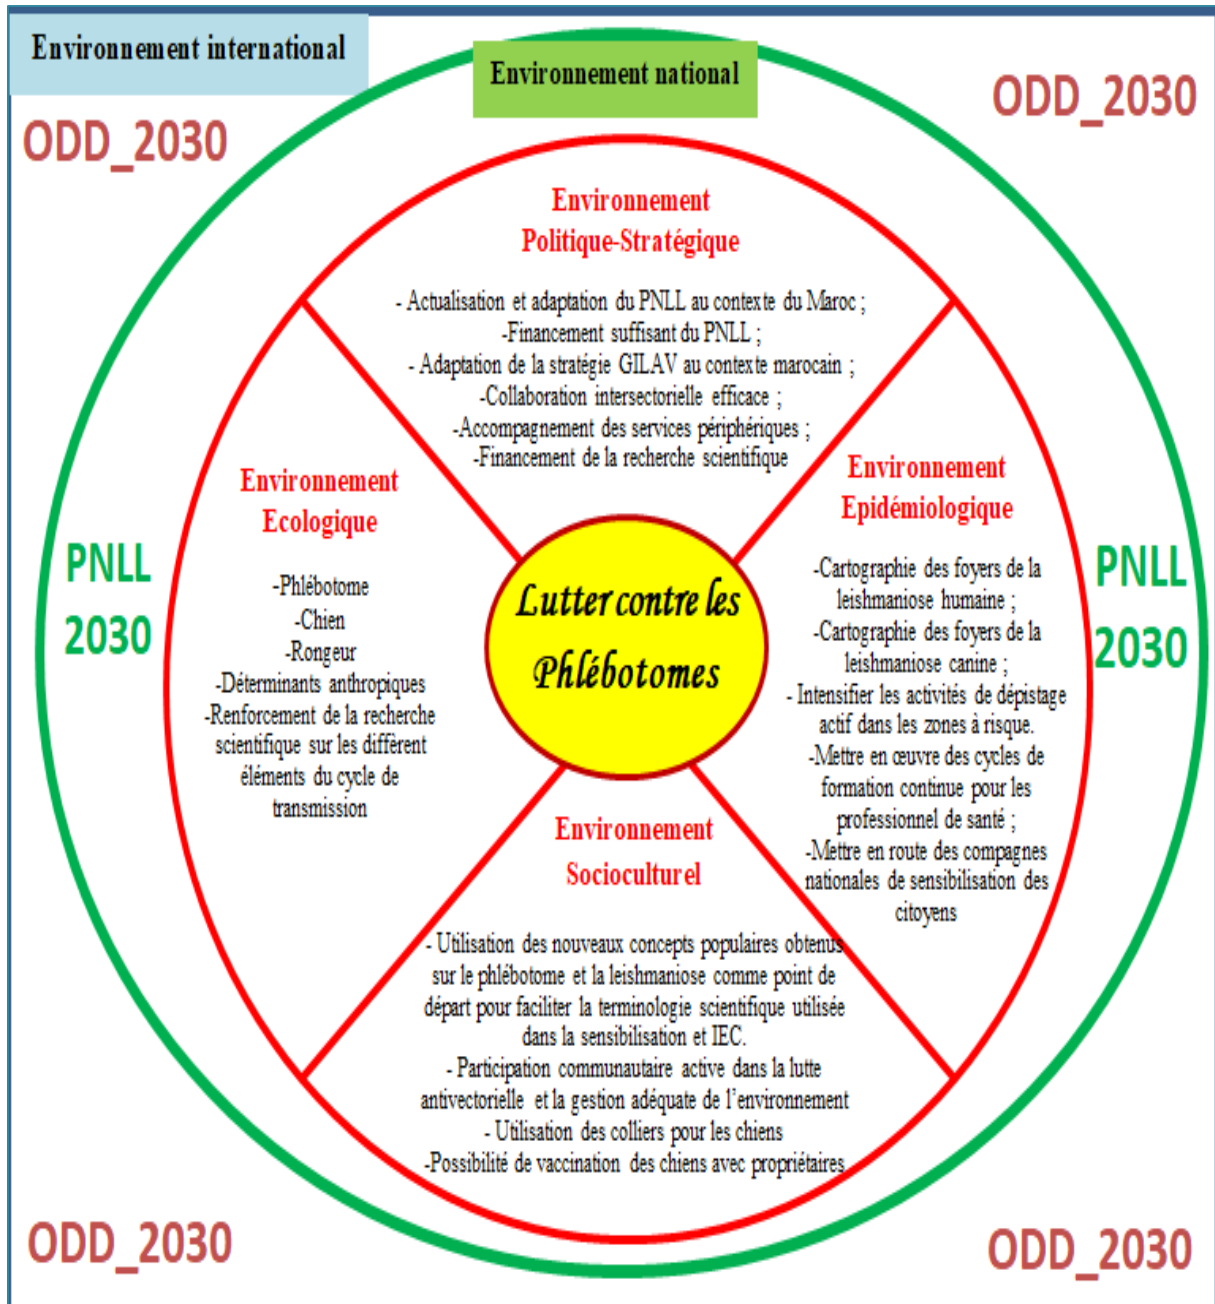 Environnement international
Environnement national
ODD_2030
ODD_2030
Environnement
Politique-Stratégique
- Actualisation et adaptation du PNLL au contexte du Maroc ;
-Financement suffisant du PNLL ;
- Adaptation de la stratégie GILAV au contexte marocain ;
-Collaboration intersectorielle efficace ;
-Accompagnement des services périphériques ;
-Financement de la recherche scientifique
Environnement
Ecologique
-Phlébotome
-Chien
-Rongeur
-Déterminants anthropiques
-Renforcement de la recherche
scientifique sur les diffèrent
éléments du cycle de
transmission
PNLL
2030
Lutter contre les
Phlébotomes
Environnement
Epidémiologique
-Cartographie des foyers de la
leishmaniose humaine ;
-Cartographie des foyers de la
leishmaniose canine ;
- Intensifier les activités de dépistage
actif dans les zones à risque.
-Mettre en œuvre des cycles de
formation continue pour les
professionnel de santé ;
-Mettre en route des compagnes
nationales de sensibilisation des
citoyens
PNLL
2030
Environnement
Socioculturel
- Utilisation des nouveaux concepts populaires obtenus
sur le phlébotome et la leishmaniose comme point de
départ pour faciliter la terminologie scientifique utilisée
dans la sensibilisation et IEC.
- Participation communautaire active dans la lutte
antivectorielle et la gestion adéquate de l'environnement
- Utilisation des colliers pour les chiens
-Possibilité de vaccination des chiens avec propriétaires
ODD_2030
ODD_2030